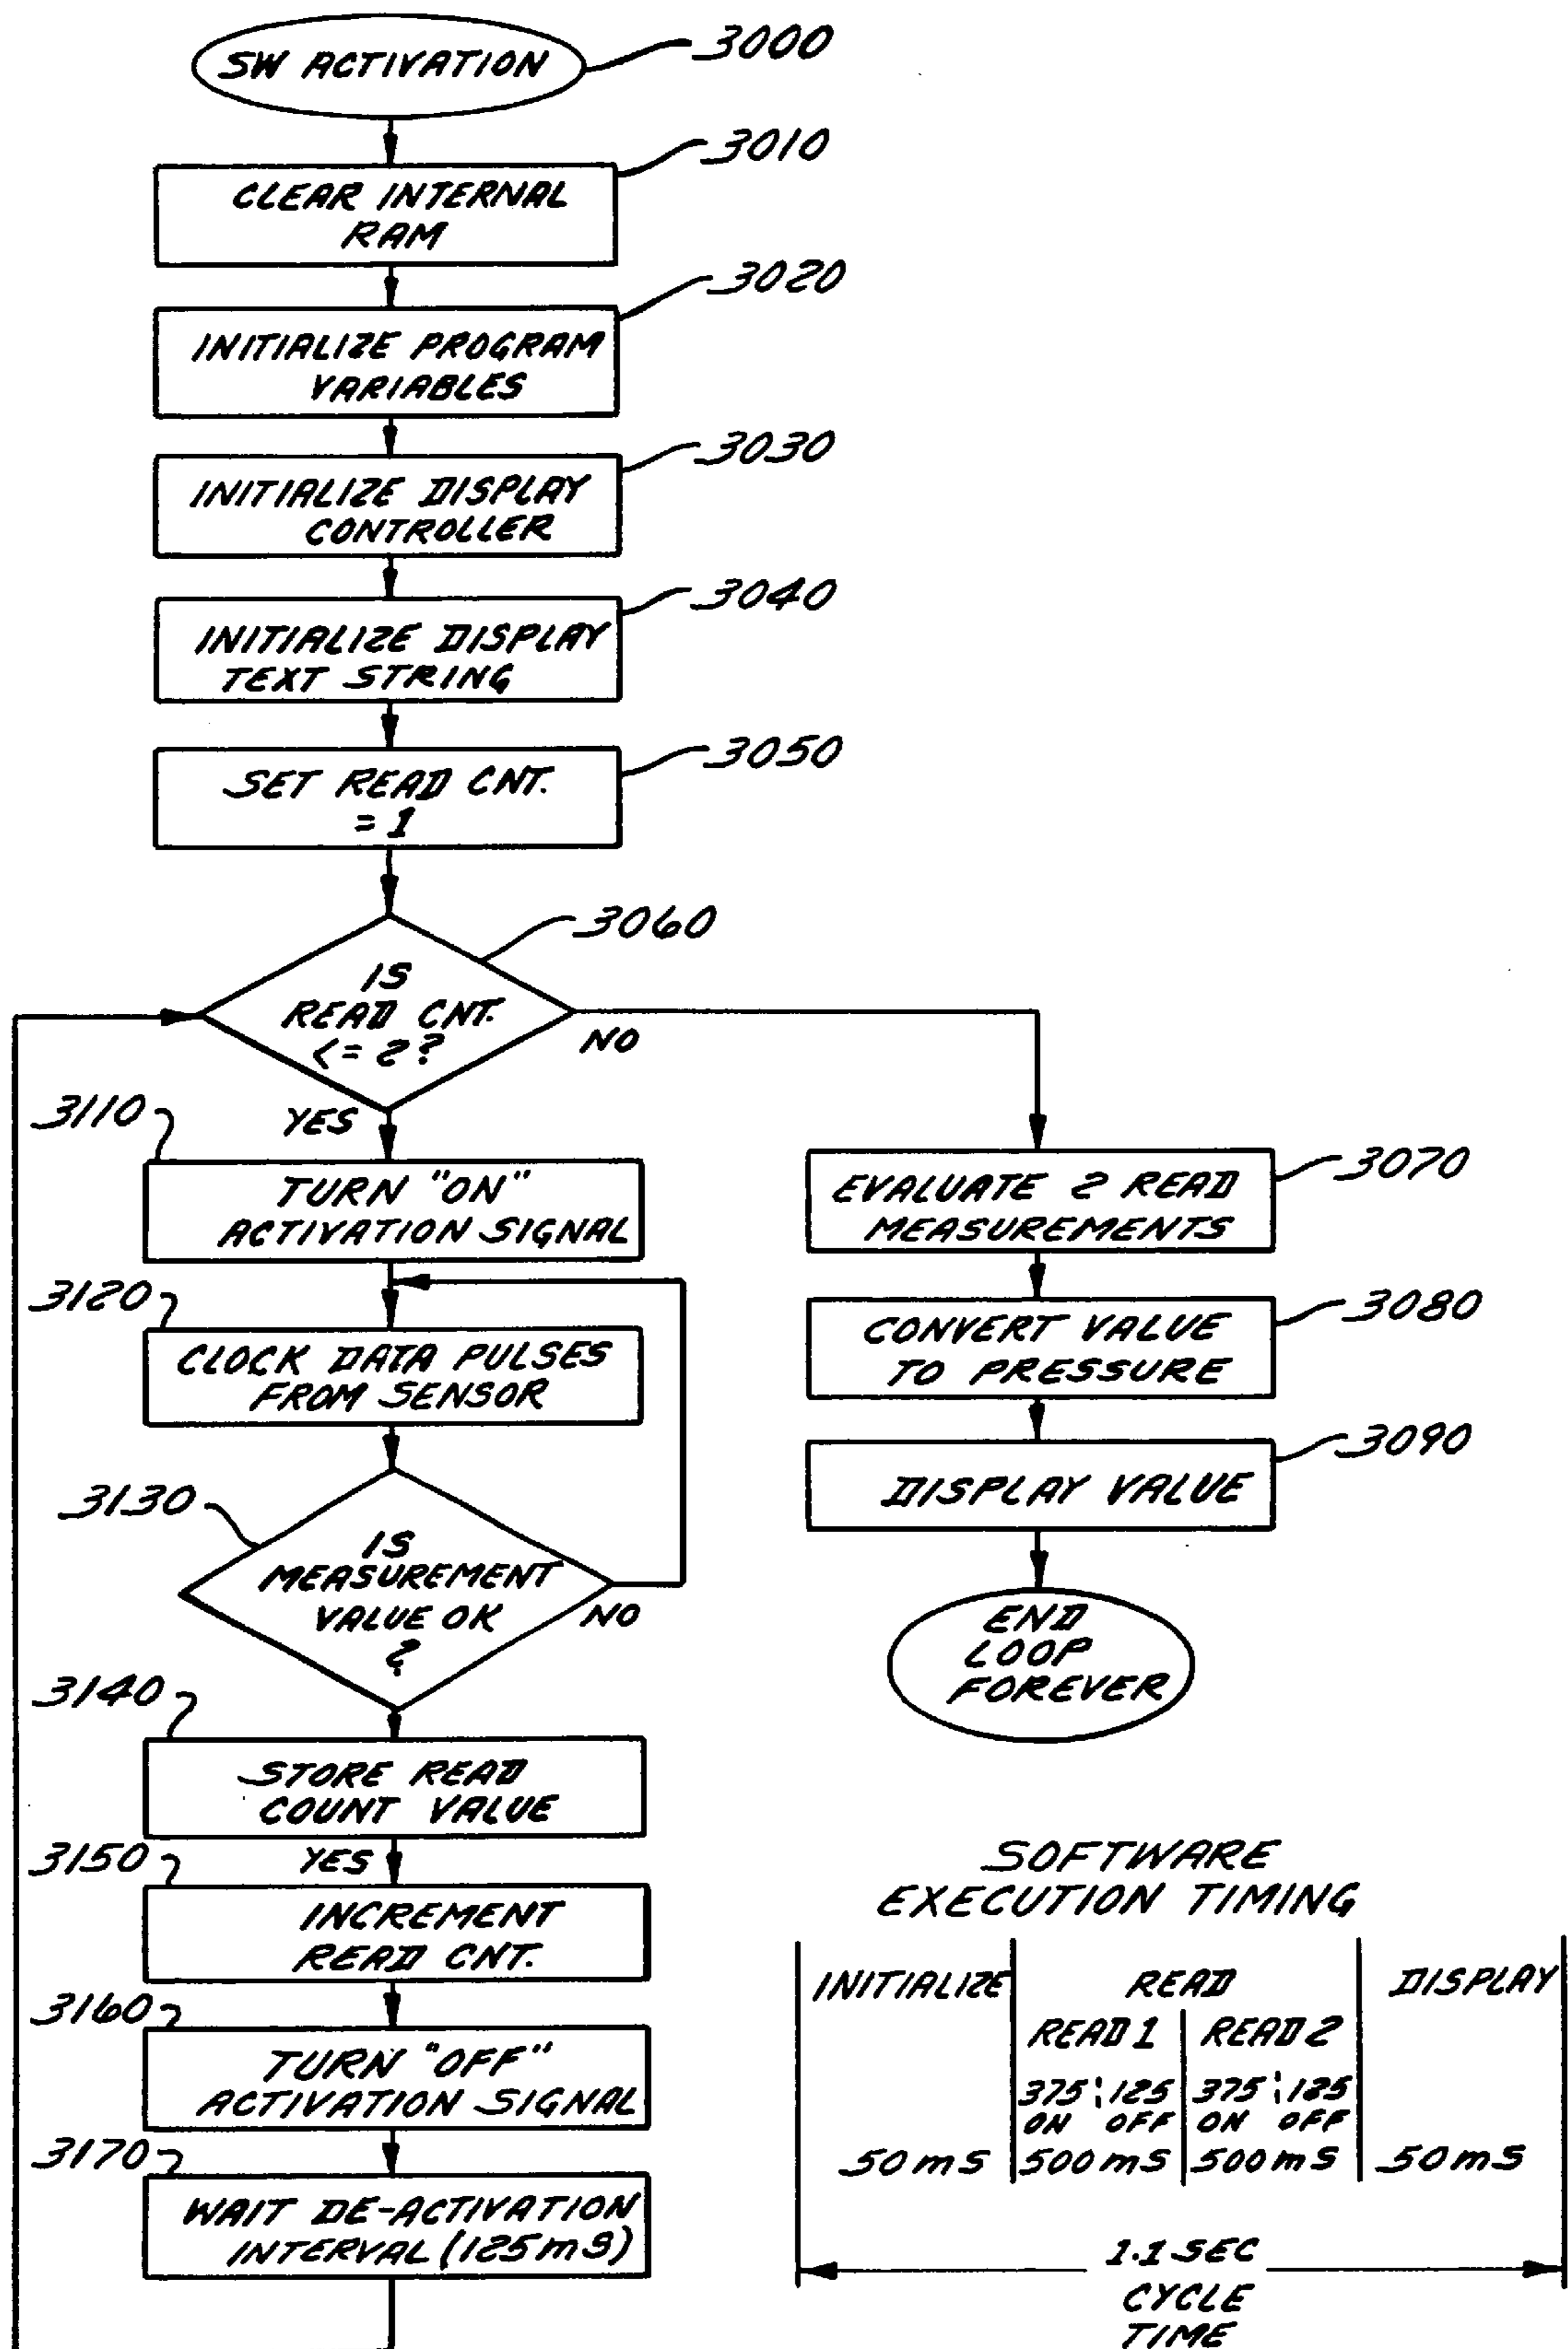 SW ACTIVATION
3000
3010
CLEAR INTERNAL
RAM
3020
INITIALIZE PROGRAM
VARIABLES
3030
INITIALIZE DISPLAY
CONTROLLER
3040
INITIALIZE DISPLAY
TEXT STRING
3050
SET READ CNT.
= 1
3060
IS
READ CNT.
<= 2?
NO
YES
3110
TURN "ON"
ACTIVATION SIGNAL
3120
CLOCK DATA PULSES
FROM SENSOR
3130
IS
MEASUREMENT
VALUE OK
?
NO
3140
STORE READ
COUNT VALUE
3150
YES
INCREMENT
READ CNT.
3160
TURN "OFF"
ACTIVATION SIGNAL
3170
WAIT DE-ACTIVATION
INTERVAL (125mS)
3070
EVALUATE 2 READ
MEASUREMENTS
3080
CONVERT VALUE
TO PRESSURE
3090
DISPLAY VALUE
END
LOOP
FOREVER
SOFTWARE
EXECUTION TIMING
INITIALIZE READ DISPLAY
READ 1 READ 2
375 125 375 125
ON OFF ON OFF
50mS 500mS 500mS 50mS
1.1 SEC
CYCLE
TIME